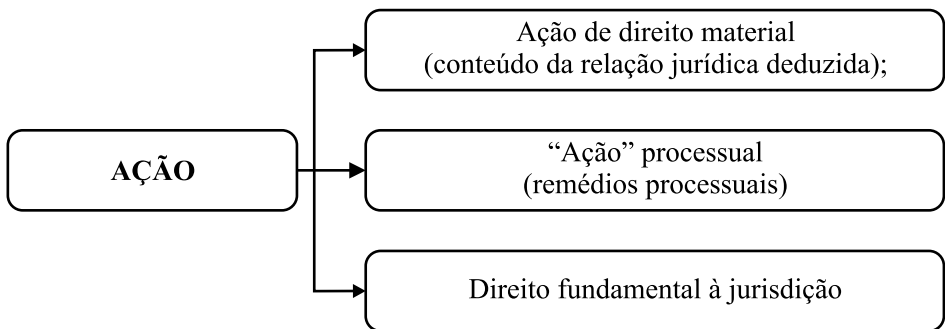 AÇÃO
Ação de direito material
(conteúdo da relação jurídica deduzida);
“Ação” processual
(remédios processuais)
Direito fundamental à jurisdição